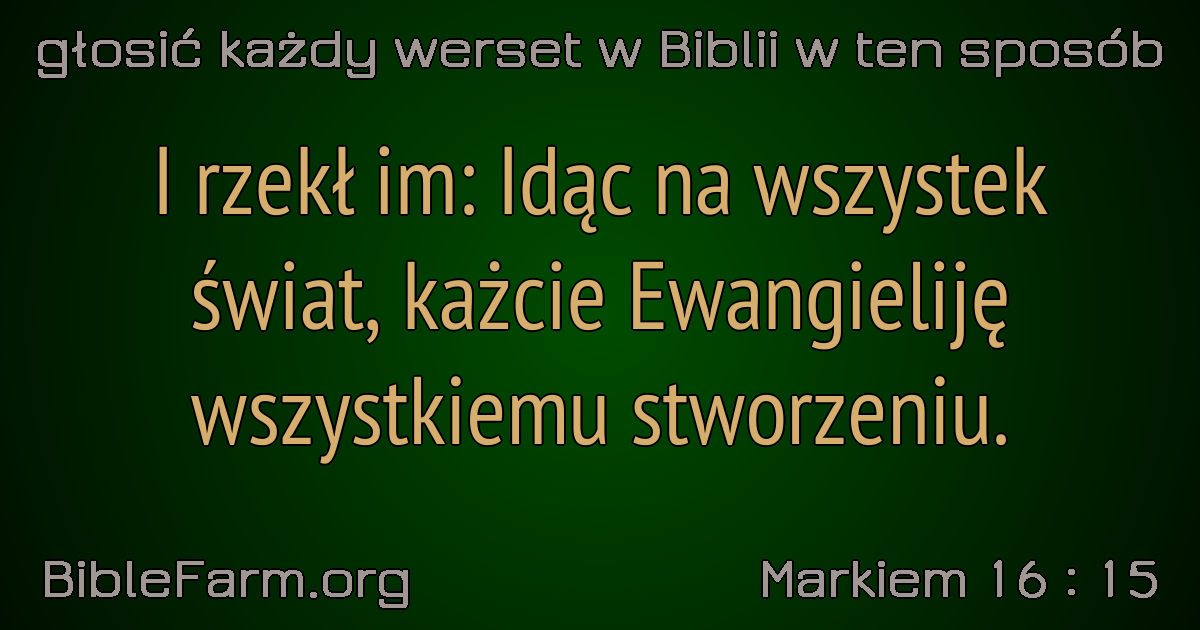 głosić każdy werset w Biblii w ten sposób
I rzekł im: Idąc na wszystek
świat, każcie Ewangieliję
wszystkiemu stworzeniu.
BibleFarm.org
Markiem 16 : 15